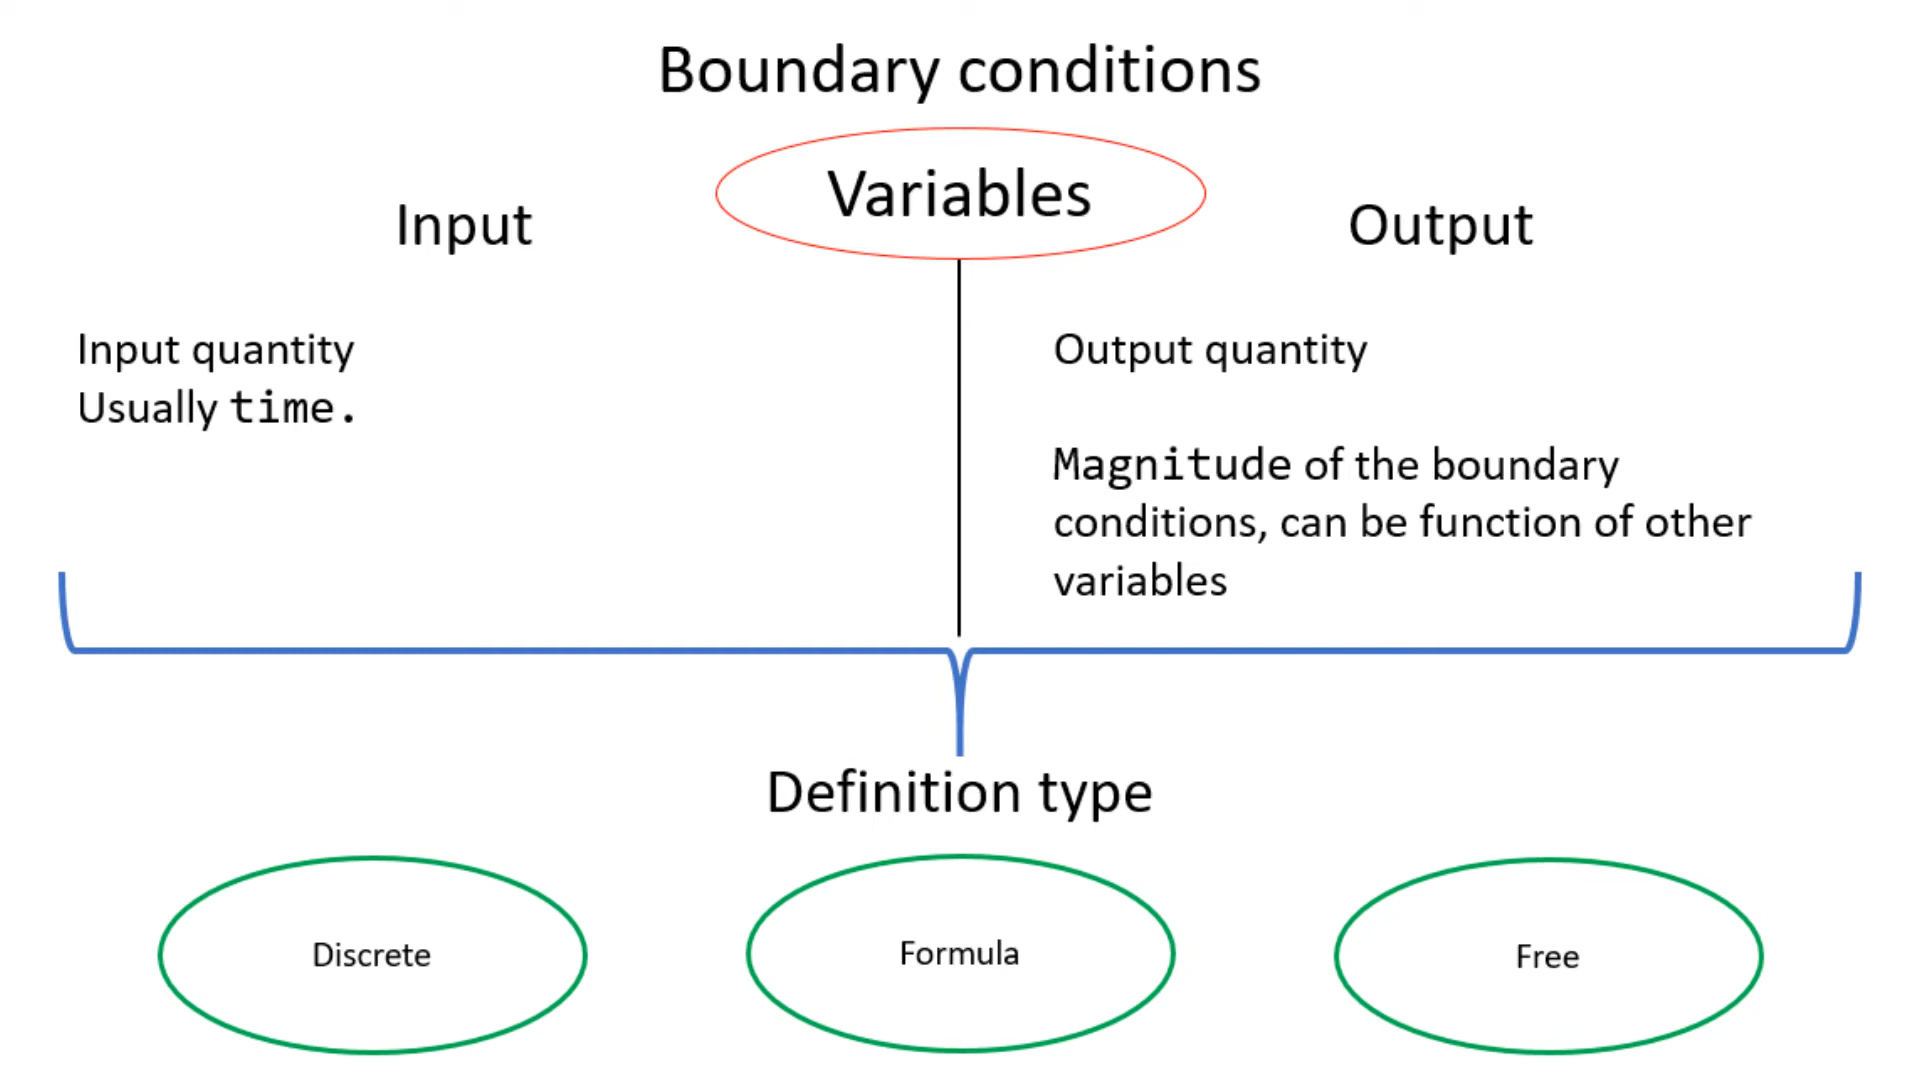 Boundary conditions
Variables
Input
Output
Input quantity
Usually time.
Output quantity
Magnitude of the boundary
conditions, can be function of other
variables
Definition type
Discrete
Formula
Free